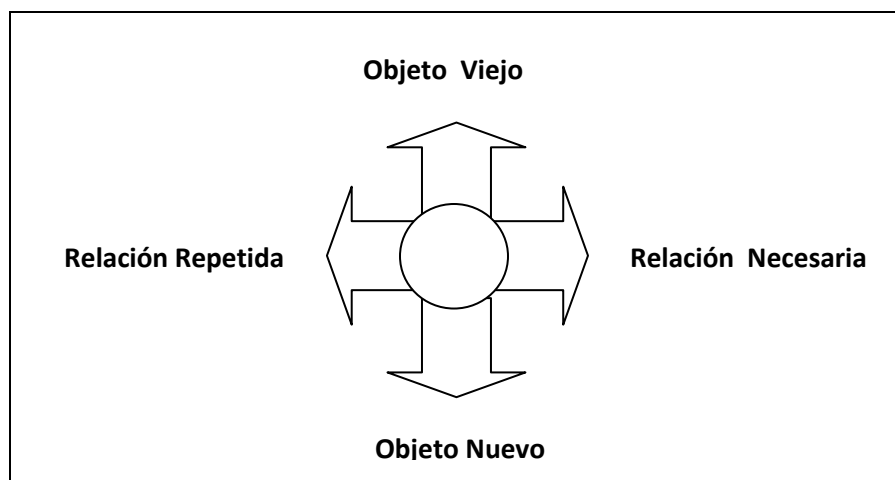 Objeto Viejo
Relación Repetida
Relación Necesaria
Objeto Nuevo